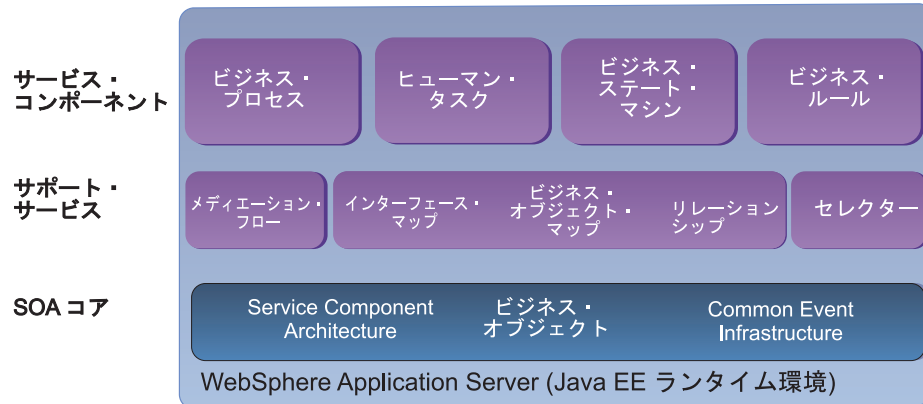 サービス・
コンポーネント
ビジネス・
プロセス
ヒューマン・
タスク
ビジネス・
ステート・
マシン
ビジネス・
ルール
サポート・
サービス
メディエーション・
フロー
インターフェース・
マップ
ビジネス・
オブジェクト・
マップ
リレーション
シップ
セレクター
SOA コア
Service Component
Architecture
ビジネス・
オブジェクト
Common Event
Infrastructure
WebSphere Application Server (Java EE ランタイム環境)